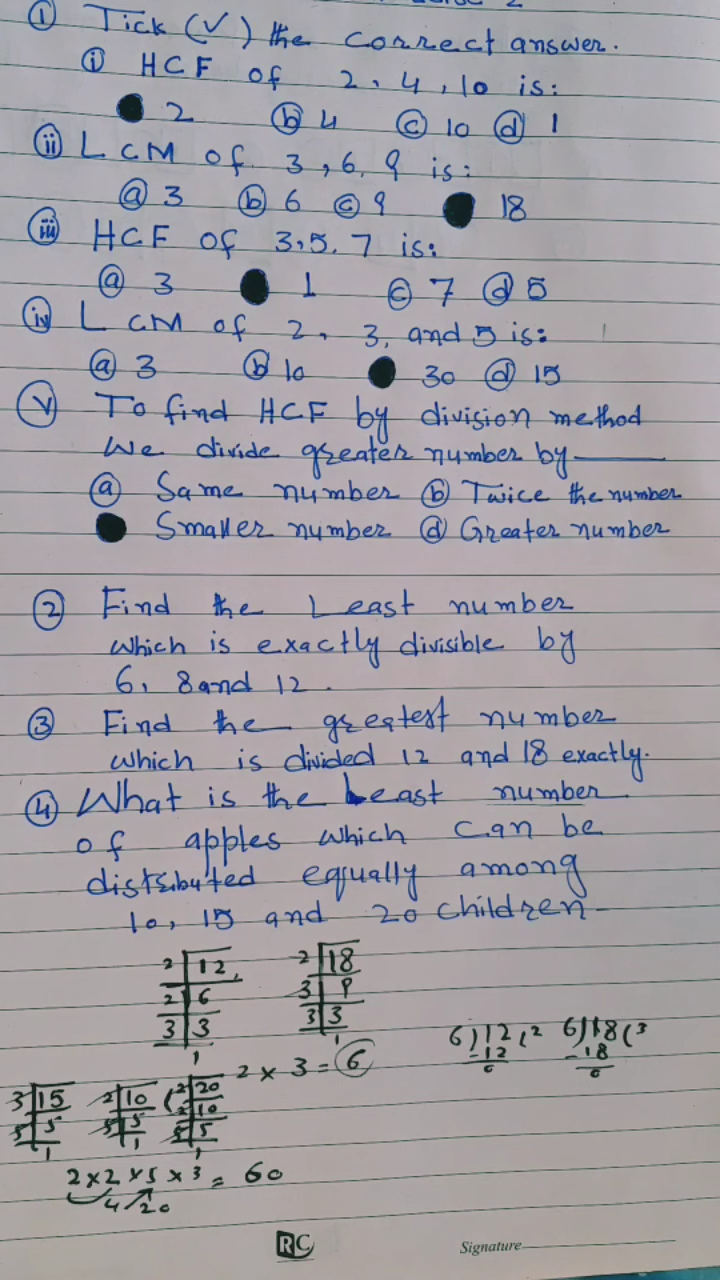 ① Tick (✓) the correct answer.
ⓘ HCF of 2, 4, 10 is:
● 2 ⓑ 4 ⓒ 10 ⓓ 1
ⅱ LCM of 3, 6, 9 is:
ⓐ 3 ⓑ 6 ⓒ 9 ● 18
ⅲ HCF of 3, 5, 7 is:
ⓐ 3 ● 1 ⓒ 7 ⓓ 5
ⅳ LCM of 2, 3, and 5 is:
ⓐ 3 ⓑ 10 ● 30 ⓓ 15
Ⓥ To find HCF by division method
We divide greater number by ______
ⓐ Same number ⓑ Twice the number
● Smaller number ⓓ Greater number
② Find the Least number
which is exactly divisible by
6, 8 and 12.
③ Find the greatest number
which is divided 12 and 18 exactly.
④ What is the Least number
of apples which can be
distributed equally among
10, 15 and 20 children
2 | 12, 2 | 18
2 | 6 3 | 9
3 | 3 3 | 3
1 1
2 × 3 = 6
6)12(2 6)18(3
-12 -18
0 0
3 | 15 2 | 10 ( 2 | 20
5 | 5 5 | 5 2 | 10
1 1 5 | 5
1
2 × 2 × 5 × 3 = 60
4 20
RC Signature